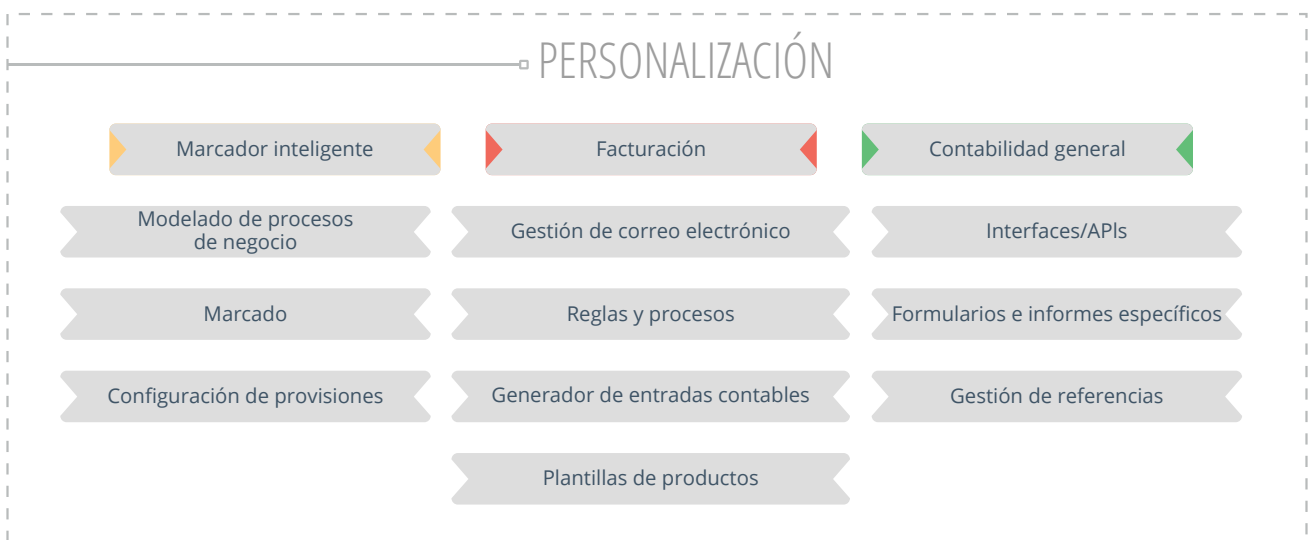 PERSONALIZACIÓN
Marcador inteligente
Facturación
Contabilidad general
Modelado de procesos
de negocio
Gestión de correo electrónico
Interfaces/APls
Marcado
Reglas y procesos
Formularios e informes específicos
Configuración de provisiones
Generador de entradas contables
Gestión de referencias
Plantillas de productos